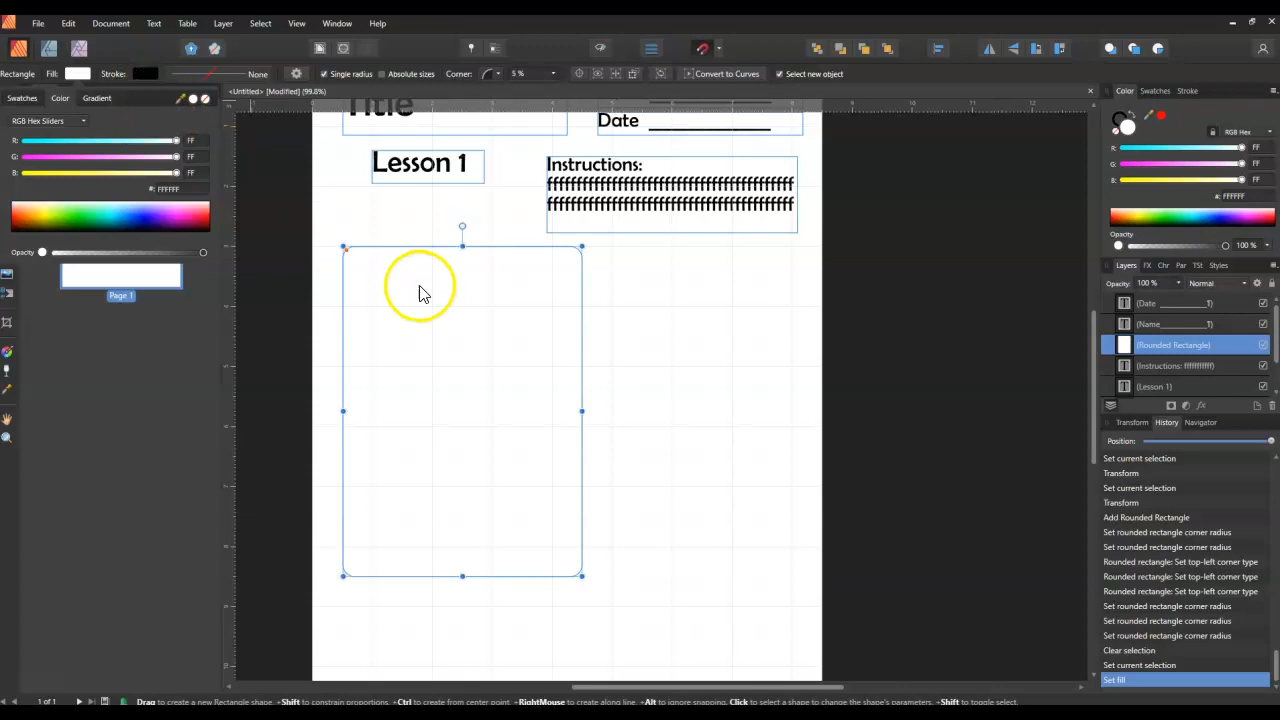 File Edit Document Text Table Layer Select View Window Help
Rectangle Fill: Stroke: None Single radius Absolute sizes Corner: 5 % Convert to Curves Select new object
Swatches Color Gradient
<Untitled> [Modified] (99.8%)
Color Swatches Stroke
RGB Hex Sliders
R: FF
G: FF
B: FF
#: FFFFFF
Opacity
Page 1
Title
Date ____________
Lesson 1
Instructions:
ffffffffffffffffffffffffffffffffffffffffff
ffffffffffffffffffffffffffffffffffffffffff
RGB Hex
R: FF
G: FF
B: FF
#: FFFFFF
Opacity
100 %
Layers FX Chr Par TSt Styles
Opacity: 100 % Normal
(Date ___________¶)
(Name___________¶)
(Rounded Rectangle)
(Instructions: fffffffffff)
(Lesson 1)
Transform History Navigator
Position:
Set current selection
Transform
Set current selection
Transform
Add Rounded Rectangle
Set rounded rectangle corner radius
Set rounded rectangle corner radius
Rounded rectangle: Set top-left corner type
Rounded rectangle: Set top-left corner type
Rounded rectangle: Set top-left corner type
Set rounded rectangle corner radius
Set rounded rectangle corner radius
Set rounded rectangle corner radius
Clear selection
Set current selection
Set fill
1 of 1 Drag to create a new Rectangle shape. +Shift to constrain proportions. +Ctrl to create from center point. +RightMouse to create along line. +Alt to ignore snapping. Click to select a shape to change the shape's parameters. +Shift to toggle select.